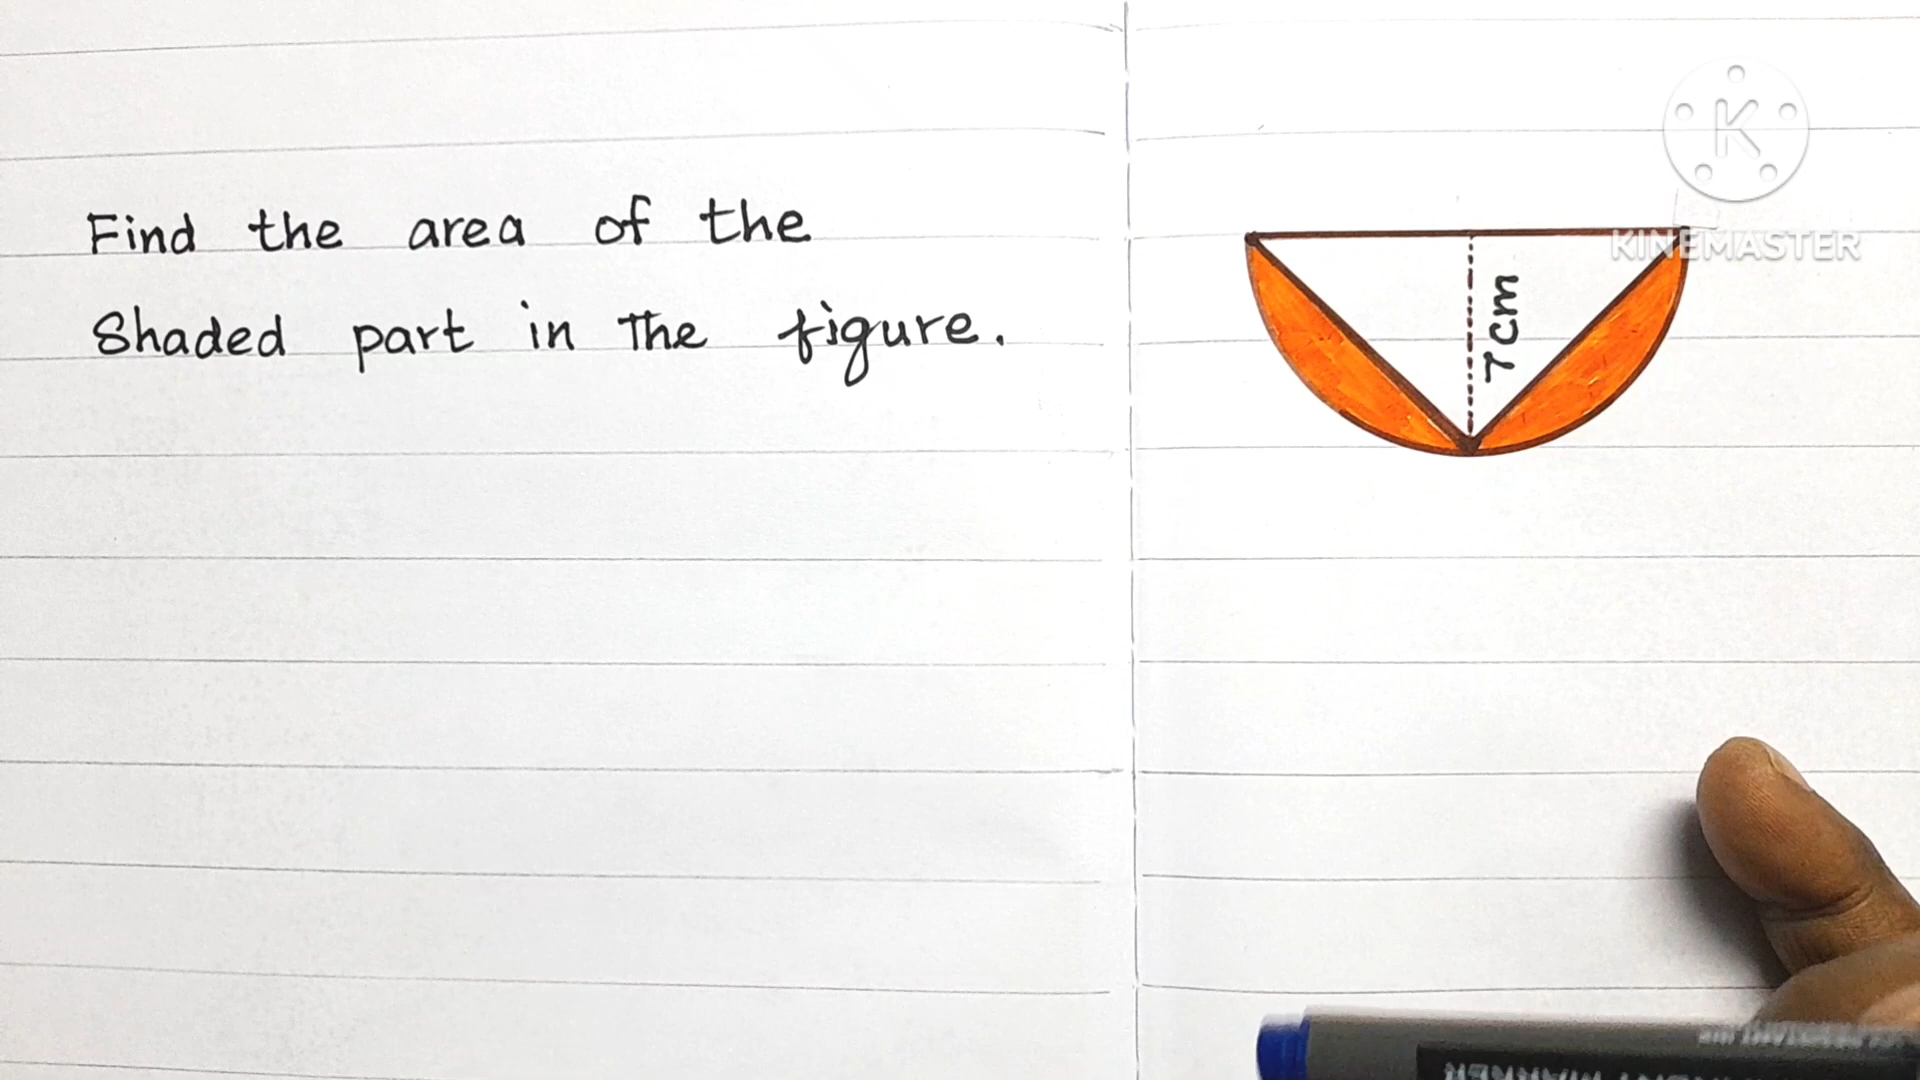 Find the area of the
Shaded part in The figure.
7cm
K
KINEMASTER